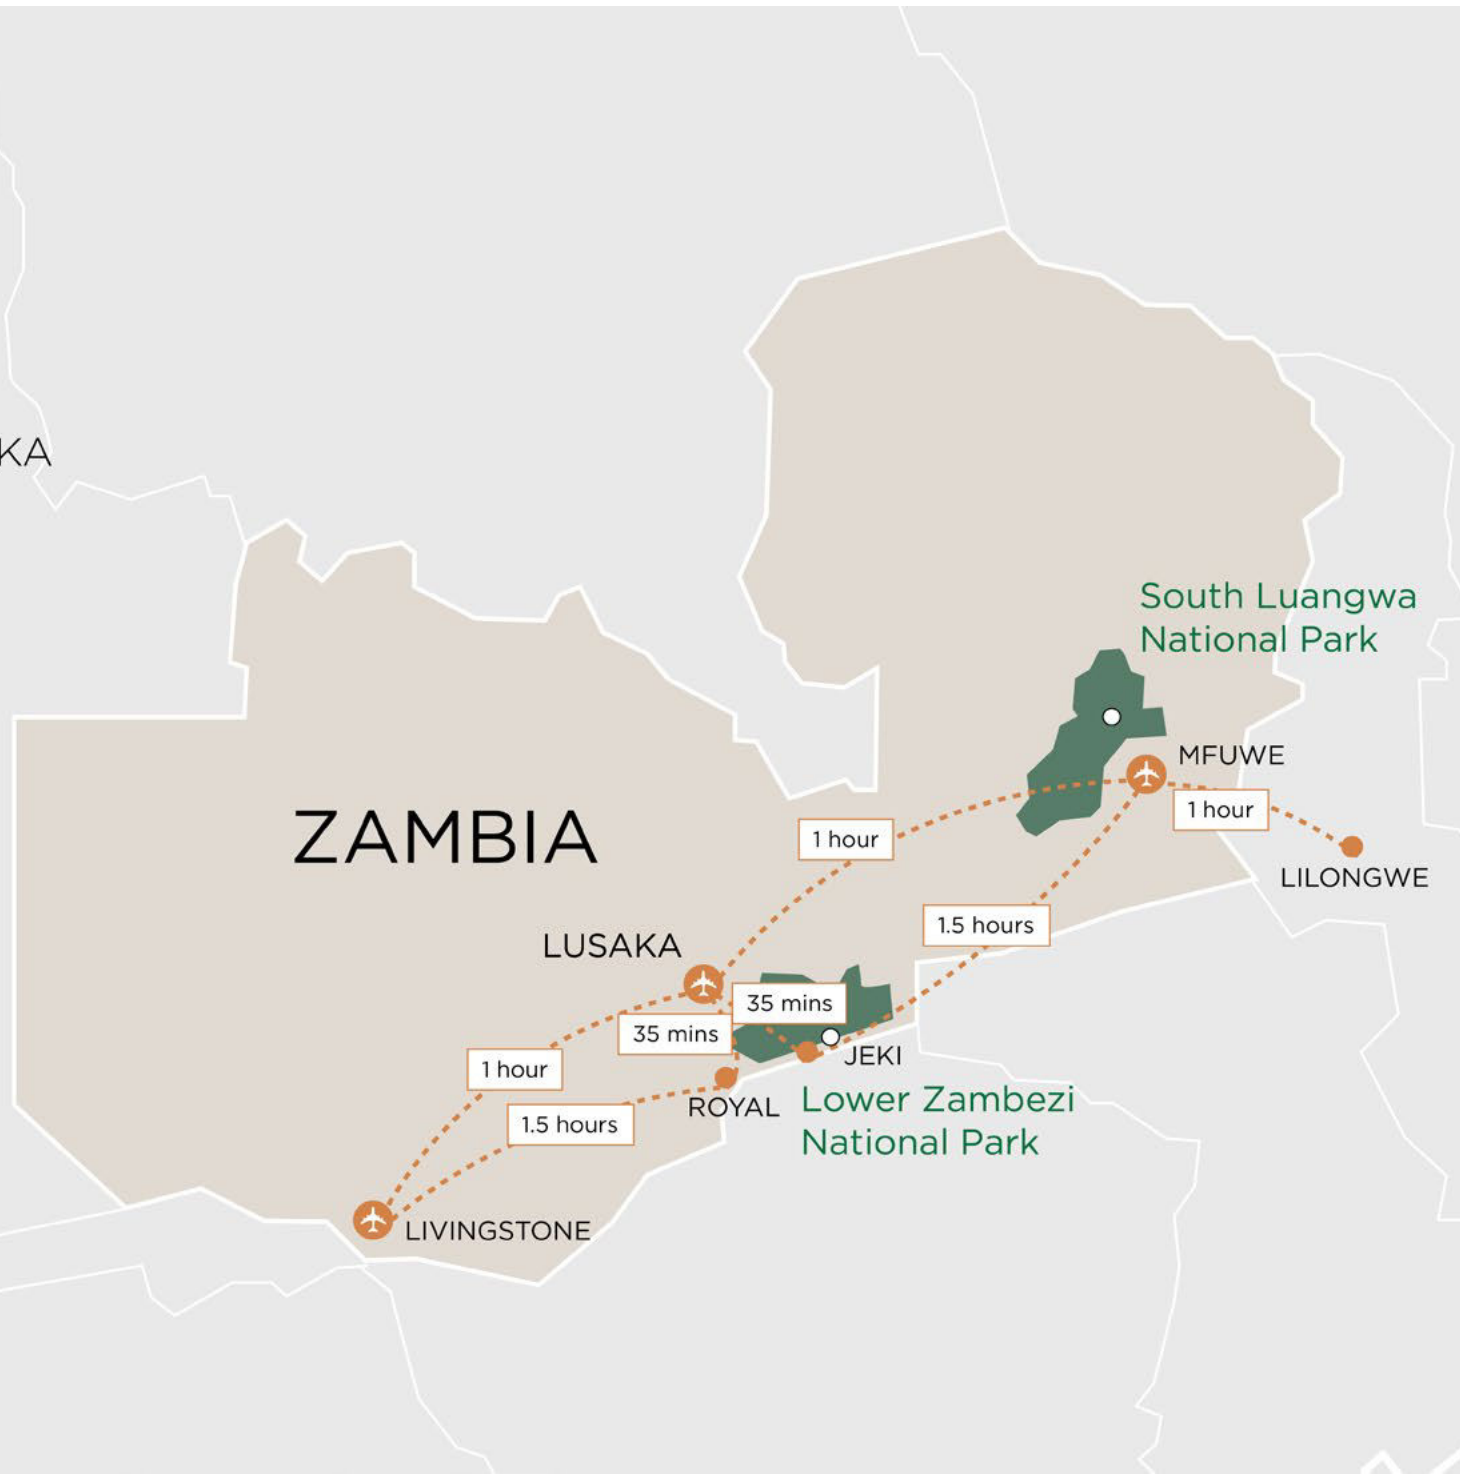 KA
South Luangwa
National Park
MFUWE
1 hour
LILONGWE
ZAMBIA
1 hour
1.5 hours
LUSAKA
35 mins
35 mins
JEKI
1 hour
ROYAL
Lower Zambezi
National Park
1.5 hours
LIVINGSTONE